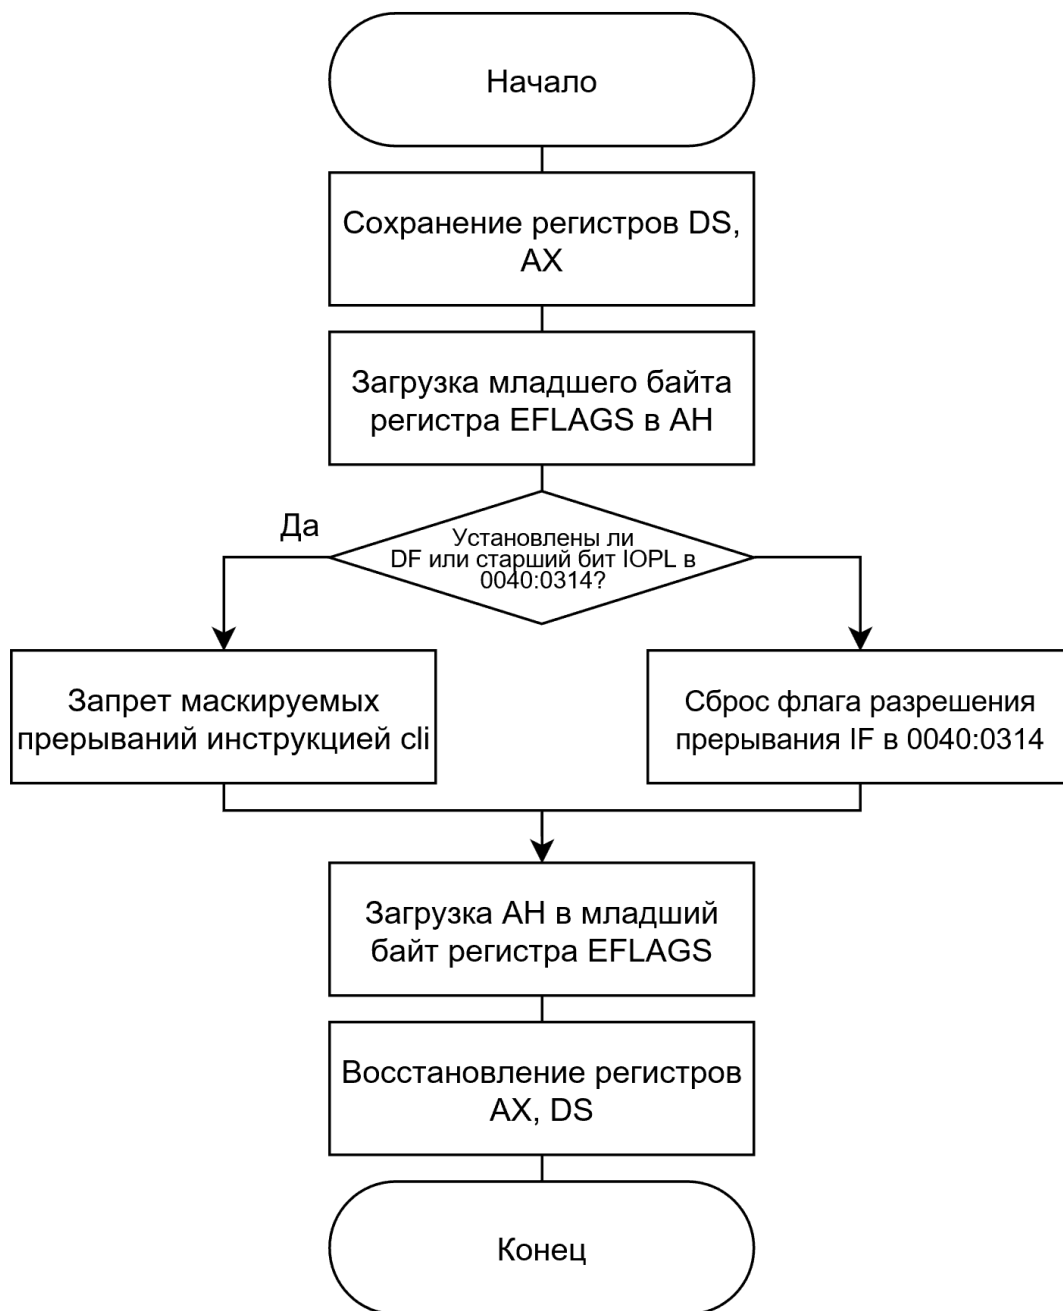 Начало
Сохранение регистров DS,
AX
Загрузка младшего байта
регистра EFLAGS в AH
Да
Установлены ли
DF или старший бит IOPL в
0040:0314?
Запрет маскируемых
прерываний инструкцией cli
Сброс флага разрешения
прерывания IF в 0040:0314
Загрузка AH в младший
байт регистра EFLAGS
Восстановление регистров
AX, DS
Конец